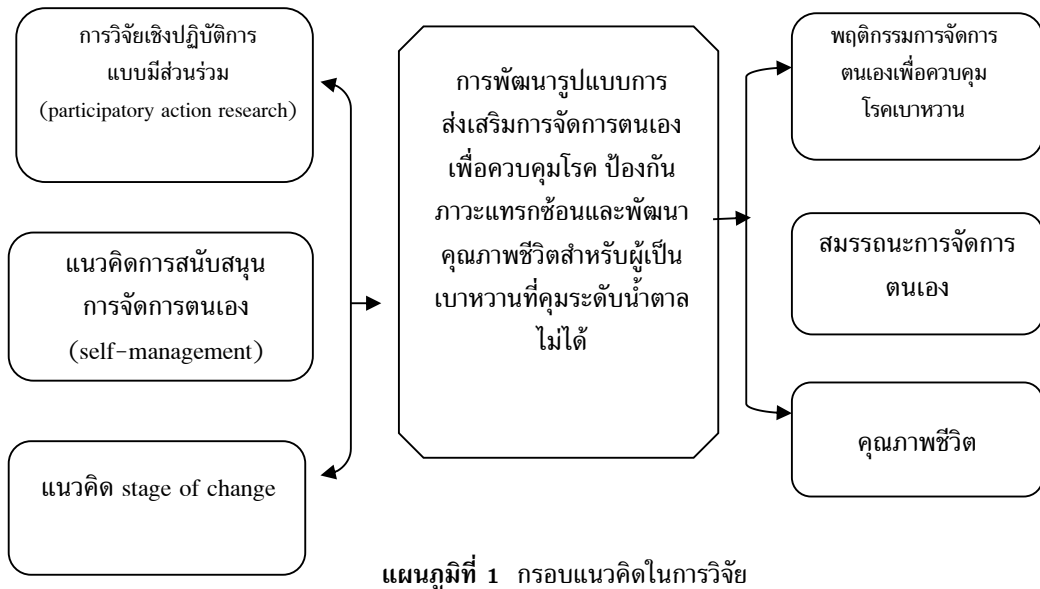 การวิจัยเชิงปฏิบัติการ
แบบมีส่วนร่วม
(participatory action research)
แนวคิดการสนับสนุน
การจัดการตนเอง
(self-management)
แนวคิด stage of change
การพัฒนารูปแบบการ
ส่งเสริมการจัดการตนเอง
เพื่อควบคุมโรค ป้องกัน
ภาวะแทรกซ้อนและพัฒนา
คุณภาพชีวิตสำหรับผู้เป็น
เบาหวานที่คุมระดับน้ำตาล
ไม่ได้
พฤติกรรมการจัดการ
ตนเองเพื่อควบคุม
โรคเบาหวาน
สมรรถนะการจัดการ
ตนเอง
คุณภาพชีวิต
แผนภูมิที่ 1 กรอบแนวคิดในการวิจัย